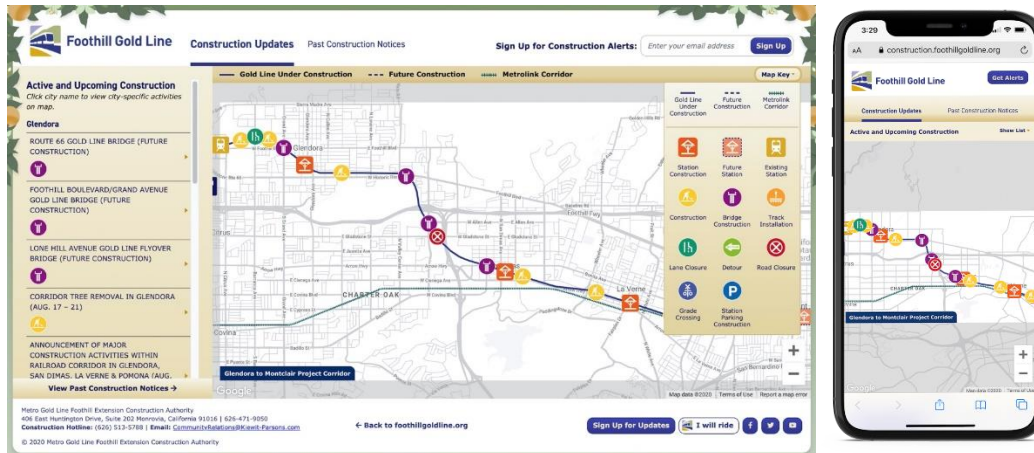 Foothill Gold Line
Construction Updates
Past Construction Notices
Sign Up for Construction Alerts:
Enter your email address
Sign Up
Active and Upcoming Construction
Click city name to view city-specific activities
on map.
Glendora
ROUTE 66 GOLD LINE BRIDGE (FUTURE
CONSTRUCTION)
FOOTHILL BOULEVARD/GRAND AVENUE
GOLD LINE BRIDGE (FUTURE
CONSTRUCTION)
LONE HILL AVENUE GOLD LINE FLYOVER
BRIDGE (FUTURE CONSTRUCTION)
CORRIDOR TREE REMOVAL IN GLENDORA
(AUG. 17 – 21)
ANNOUNCEMENT OF MAJOR
CONSTRUCTION ACTIVITIES WITHIN
RAILROAD CORRIDOR IN GLENDORA,
SAN DIMAS, LA VERNE & POMONA (AUG.
View Past Construction Notices →
Gold Line Under Construction
Future Construction
Metrolink Corridor
Map Key
Gold Line
Under
Construction
Future
Construction
Metrolink
Corridor
Station
Construction
Future
Station
Existing
Station
Construction
Bridge
Construction
Track
Installation
Lane Closure
Detour
Road Closure
Grade
Crossing
Station
Parking
Construction
Glendora
CHARTER OAK
La Verne
Covina
Foothill Fwy
Glendora to Montclair Project Corridor
Google
+
−
Map data ©2020
Terms of Use
Report a map error
Metro Gold Line Foothill Extension Construction Authority
406 East Huntington Drive, Suite 202 Monrovia, California 91016 | 626-471-9050
Construction Hotline: (626) 513-5788 | Email: CommunityRelations@Kiewit-Parsons.com
© 2020 Metro Gold Line Foothill Extension Construction Authority
← Back to foothillgoldline.org
Sign Up for Updates
I will ride
3:29
AA
construction.foothillgoldline.org
Foothill Gold Line
Get Alerts
Construction Updates
Past Construction Notices
Active and Upcoming Construction
Show List
CHARTER OAK
Glendora to Montclair Project Corridor
+
−
Google
Map data ©2020
Terms of Use